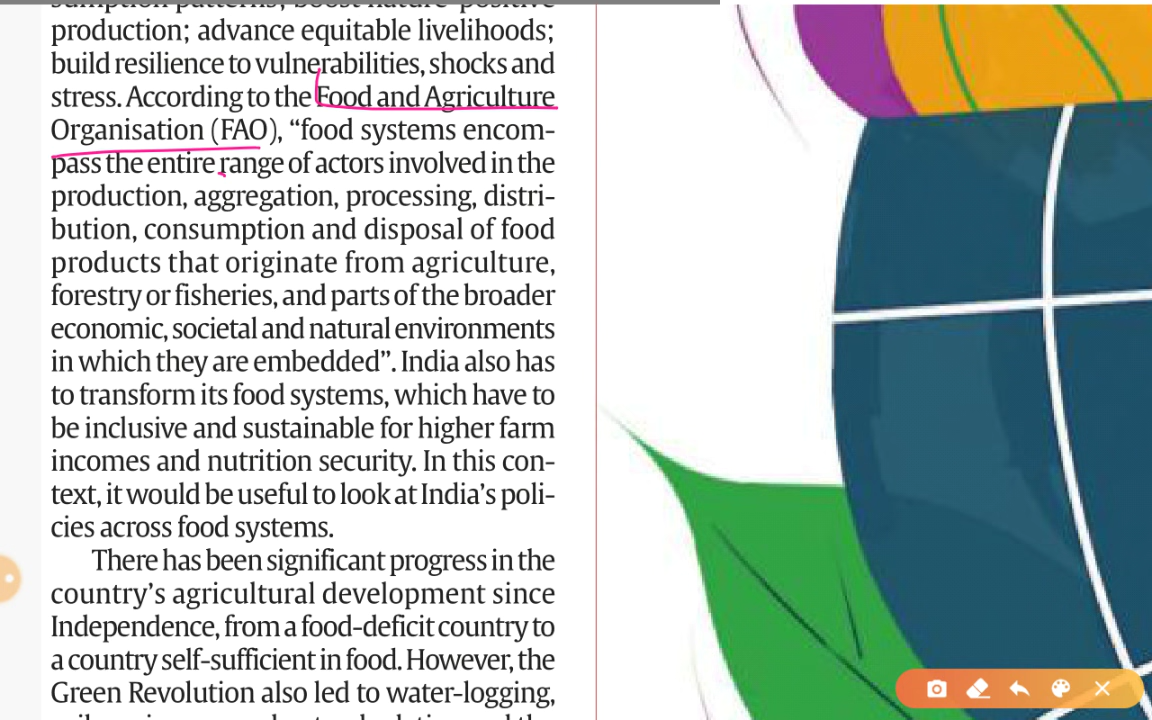 sumption patterns; boost nature-positive
production; advance equitable livelihoods;
build resilience to vulnerabilities, shocks and
stress. According to the Food and Agriculture
Organisation (FAO), “food systems encom-
pass the entire range of actors involved in the
production, aggregation, processing, distri-
bution, consumption and disposal of food
products that originate from agriculture,
forestry or fisheries, and parts of the broader
economic, societal and natural environments
in which they are embedded”. India also has
to transform its food systems, which have to
be inclusive and sustainable for higher farm
incomes and nutrition security. In this con-
text, it would be useful to look at India’s poli-
cies across food systems.
There has been significant progress in the
country’s agricultural development since
Independence, from a food-deficit country to
a country self-sufficient in food. However, the
Green Revolution also led to water-logging,